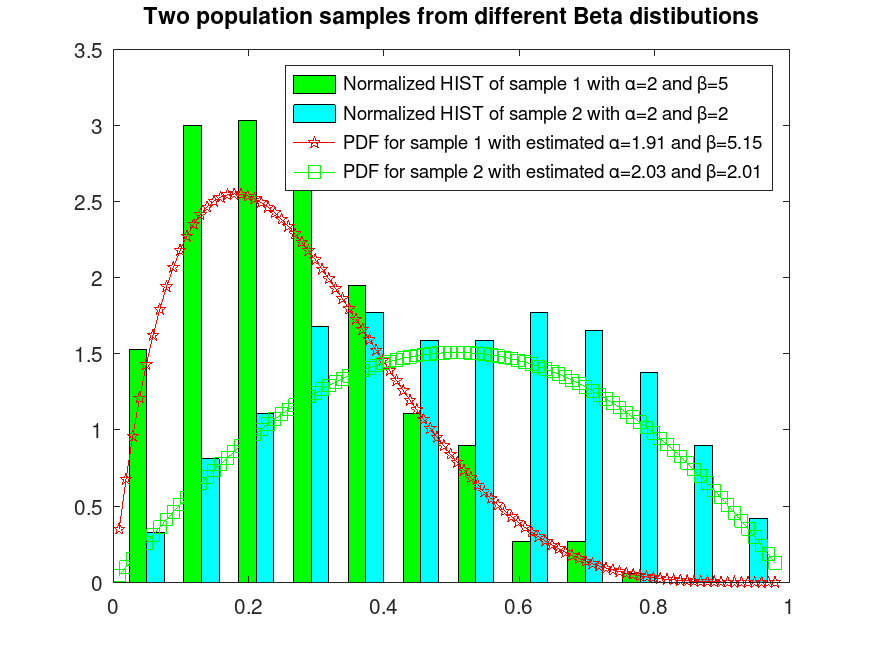 Two population samples from different Beta distibutions
3.5
3
2.5
2
1.5
1
0.5
0
Normalized HIST of sample 1 with α=2 and β=5
Normalized HIST of sample 2 with α=2 and β=2
PDF for sample 1 with estimated α=1.91 and β=5.15
PDF for sample 2 with estimated α=2.03 and β=2.01
0 0.2 0.4 0.6 0.8 1